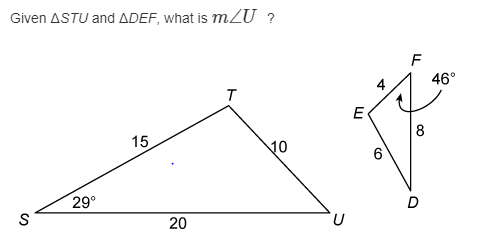 Given ΔSTU and ΔDEF, what is m∠U ?
F
4
46°
T
E
15
10
8
6
29°
D
S
20
U